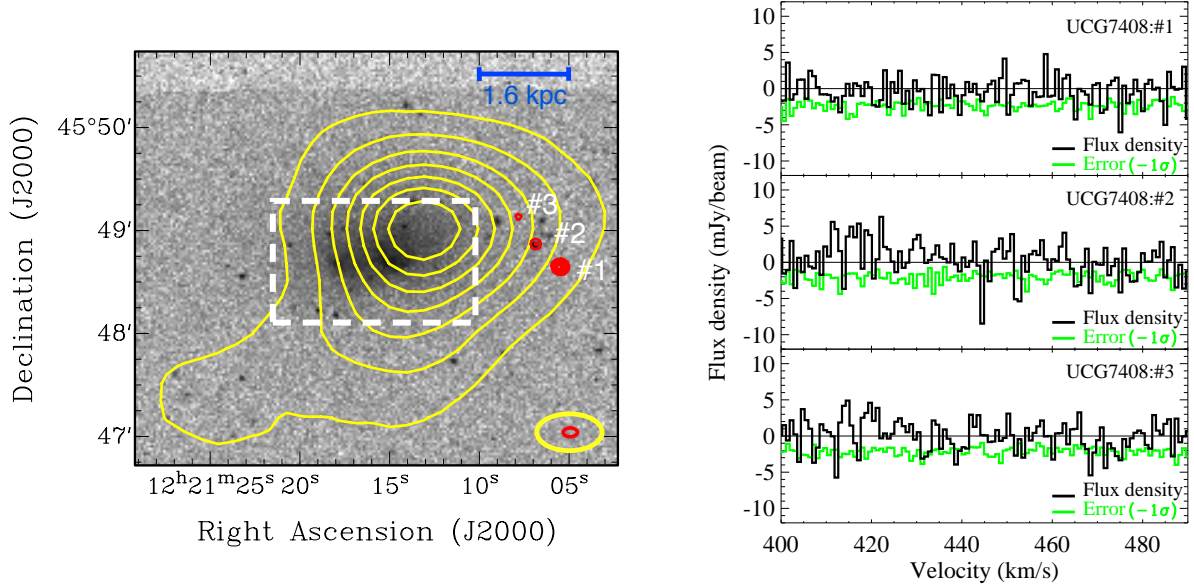 1.6 kpc
45°50'
49'
48'
47'
#3
#2
#1
12h21m25s 20s 15s 10s 05s
Right Ascension (J2000)
Declination (J2000)
10
5
0
-5
-10
UCG7408:#1
Flux density
Error(-1σ)
10
5
0
-5
-10
UCG7408:#2
Flux density
Error(-1σ)
10
5
0
-5
-10
UCG7408:#3
Flux density
Error(-1σ)
400 420 440 460 480
Velocity (km/s)
Flux density (mJy/beam)